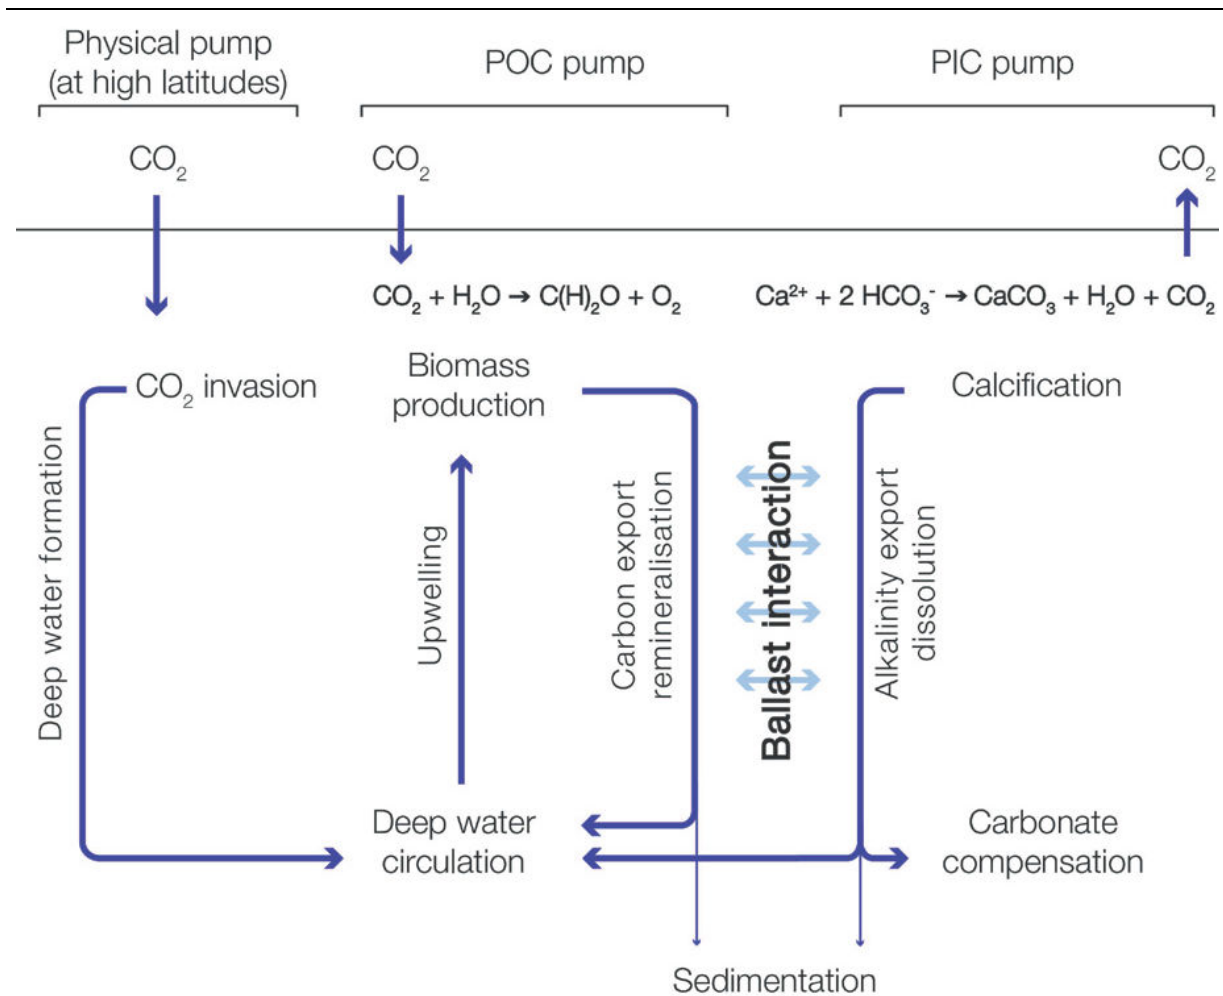 Physical pump
(at high latitudes)
POC pump
PIC pump
CO₂
CO₂
CO₂
CO₂ + H₂O → C(H)₂O + O₂
Ca²⁺ + 2 HCO₃⁻ → CaCO₃ + H₂O + CO₂
CO₂ invasion
Biomass
production
Calcification
Deep water formation
Upwelling
Carbon export
remineralisation
Ballast interaction
Alkalinity export
dissolution
Deep water
circulation
Carbonate
compensation
Sedimentation